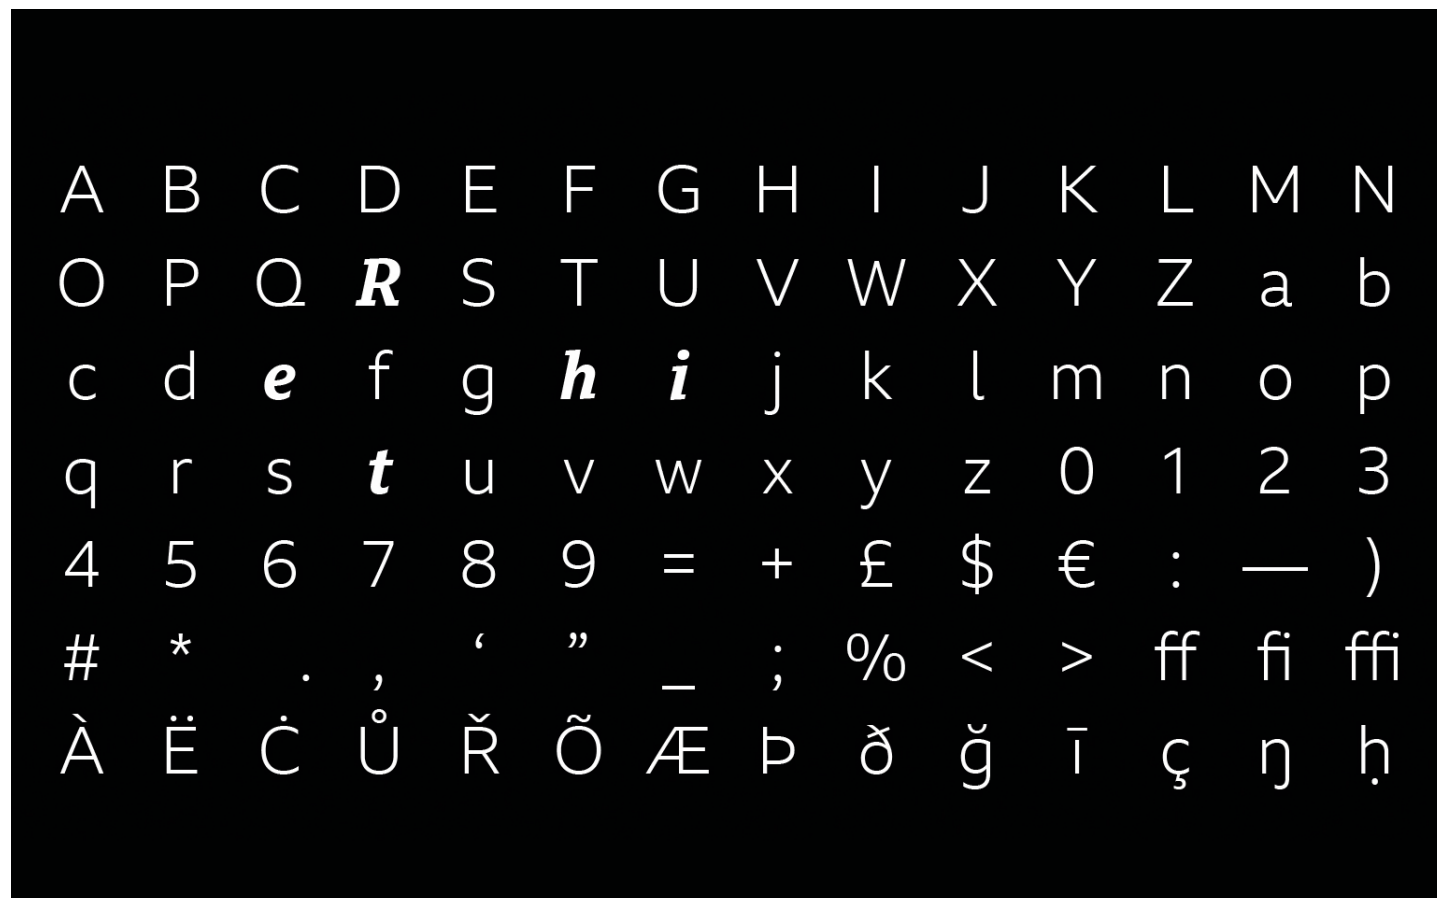 A B C D E F G H I J K L M N
O P Q R S T U V W X Y Z a b
c d e f g h i j k l m n o p
q r s t u v w x y z 0 1 2 3
4 5 6 7 8 9 = + £ $ € : — )
# * . , ‘ ” _ ; % < > ff fi ffi
À Ë Ċ Ů Ř Õ Æ Þ ð ğ ī ç ŋ ḥ